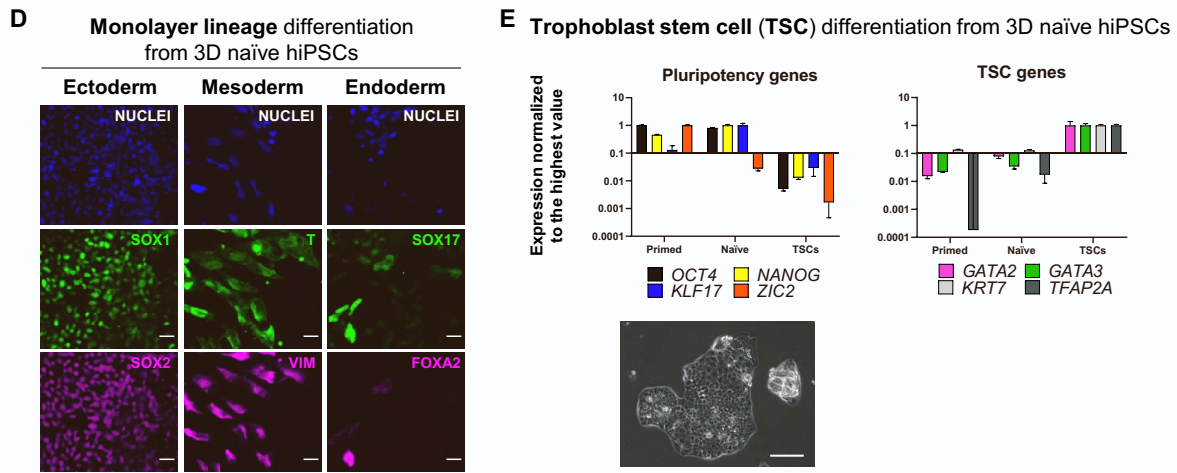 D
Monolayer lineage differentiation
from 3D naïve hiPSCs
Ectoderm Mesoderm Endoderm
NUCLEI NUCLEI NUCLEI
SOX1 T SOX17
SOX2 VIM FOXA2
E Trophoblast stem cell (TSC) differentiation from 3D naïve hiPSCs
Expression normalized
to the highest value
Pluripotency genes
10
1
0.1
0.01
0.001
0.0001
Primed Naïve TSCs
OCT4 NANOG
KLF17 ZIC2
TSC genes
10
1
0.1
0.01
0.001
0.0001
Primed Naïve TSCs
GATA2 GATA3
KRT7 TFAP2A